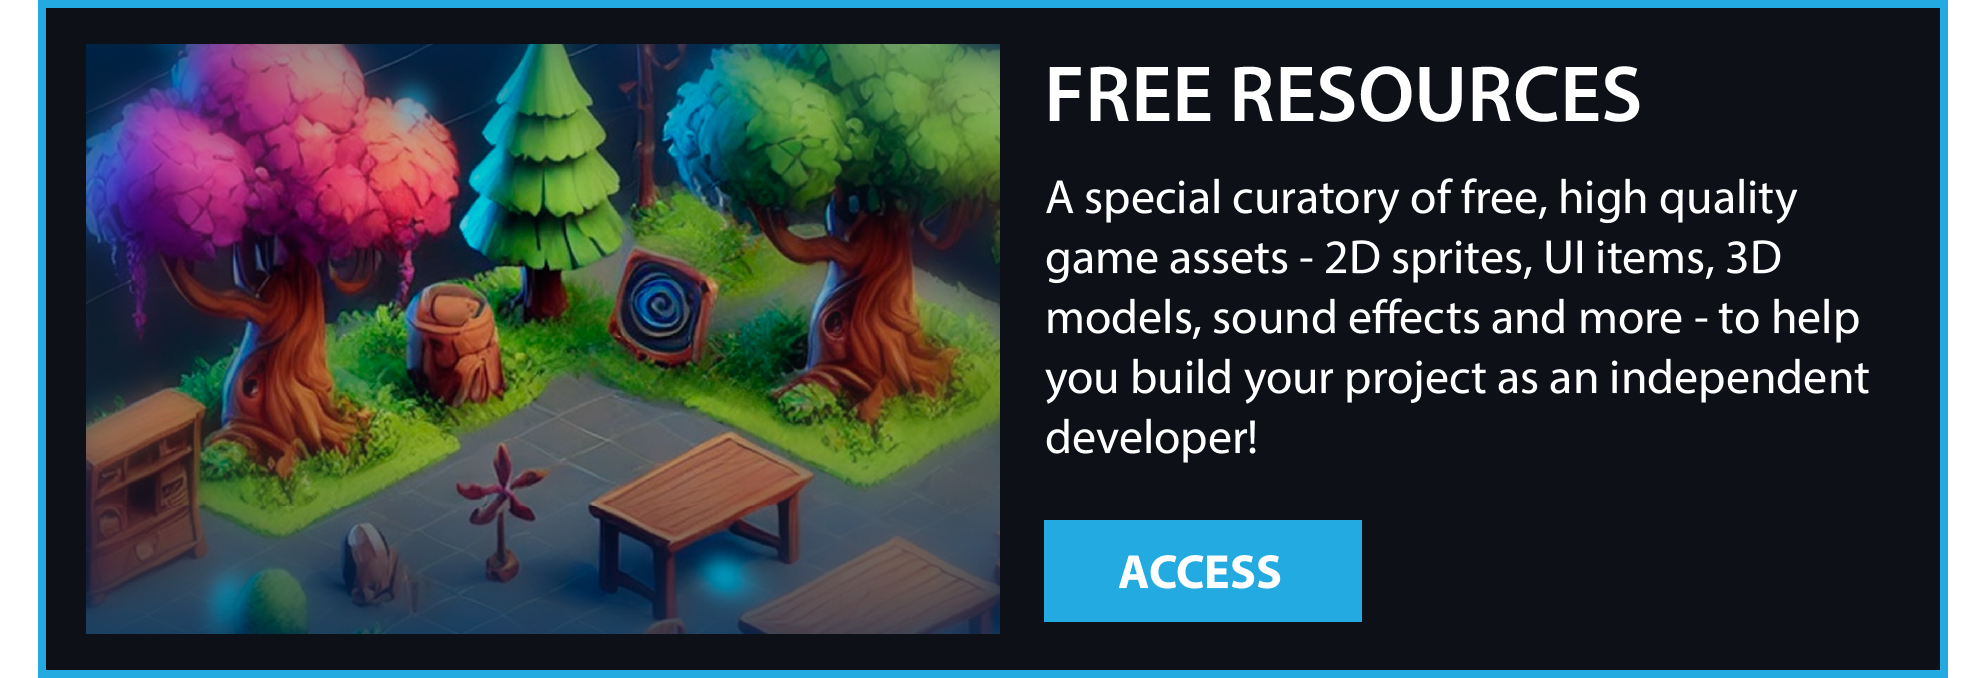 FREE RESOURCES
A special curatory of free, high quality
game assets - 2D sprites, UI items, 3D
models, sound effects and more - to help
you build your project as an independent
developer!
ACCESS